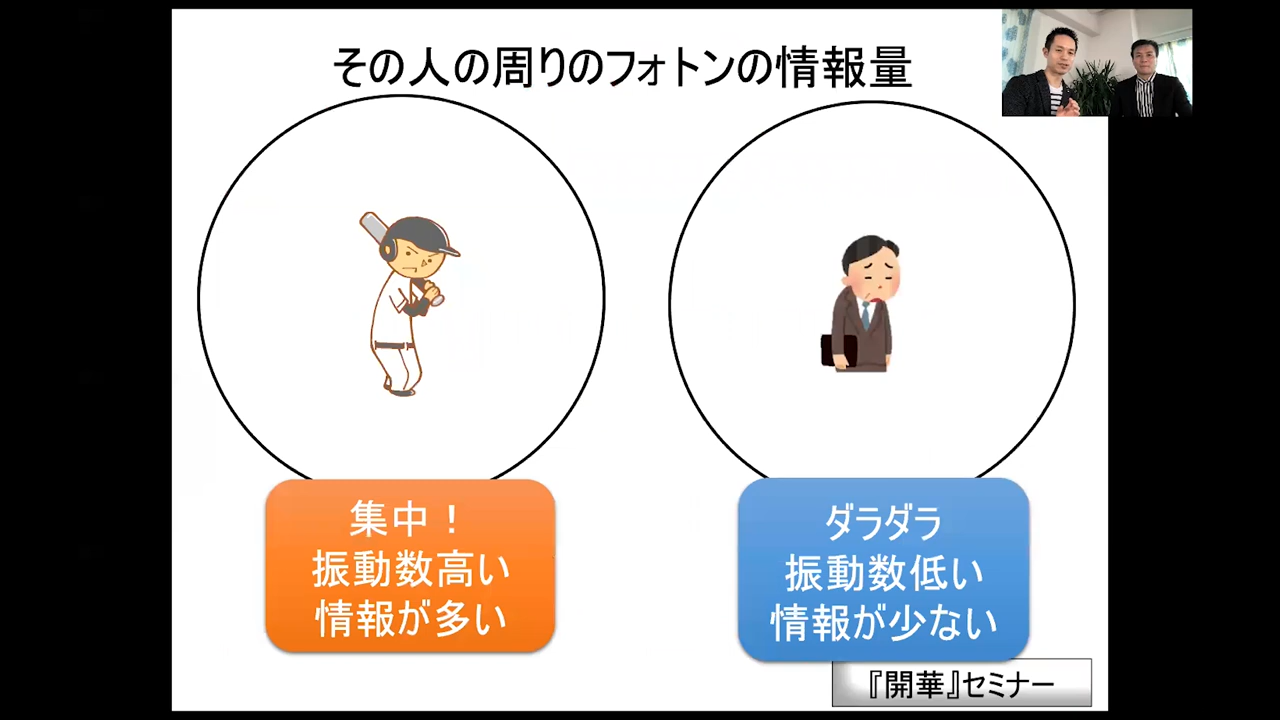 その人の周りのフォトンの情報量
集中！
振動数高い
情報が多い
ダラダラ
振動数低い
情報が少ない
『開華』セミナー